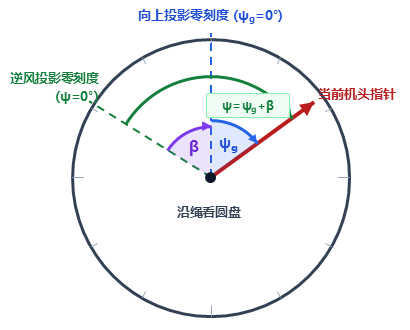 向上投影零刻度 (ψg=0°)
逆风投影零刻度
(ψ=0°)
ψ=ψg+β
当前机头指针
β
ψg
沿绳看圆盘